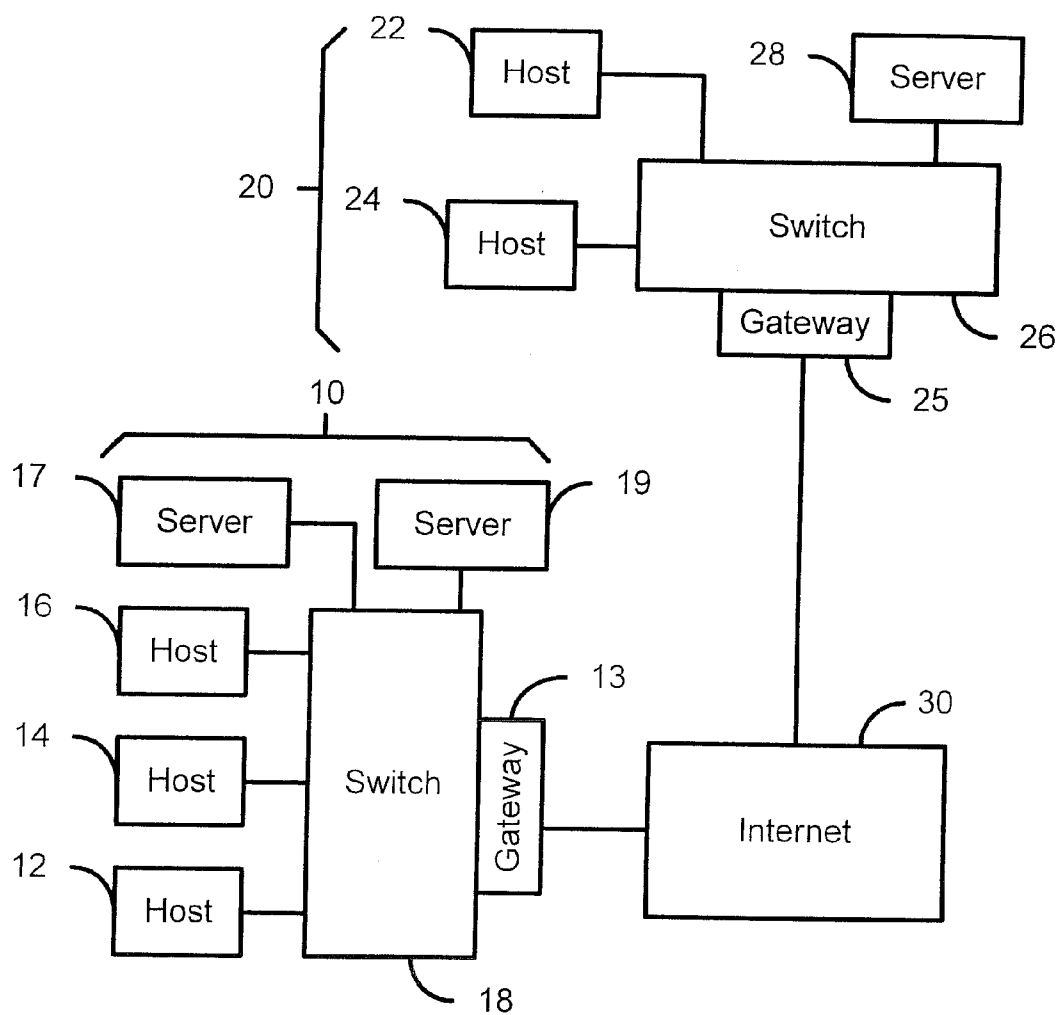 22
Host
28
Server
20
24
Host
Switch
Gateway
26
25
10
17
Server
Server
19
16
Host
13
30
14
Host
Switch
Gateway
Internet
12
Host
18